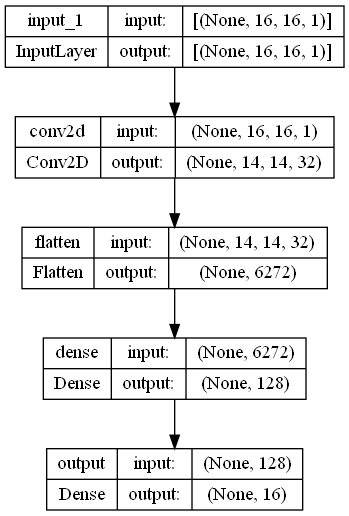 input_1 input: [(None, 16, 16, 1)]
InputLayer output: [(None, 16, 16, 1)]
conv2d input: (None, 16, 16, 1)
Conv2D output: (None, 14, 14, 32)
flatten input: (None, 14, 14, 32)
Flatten output: (None, 6272)
dense input: (None, 6272)
Dense output: (None, 128)
output input: (None, 128)
Dense output: (None, 16)